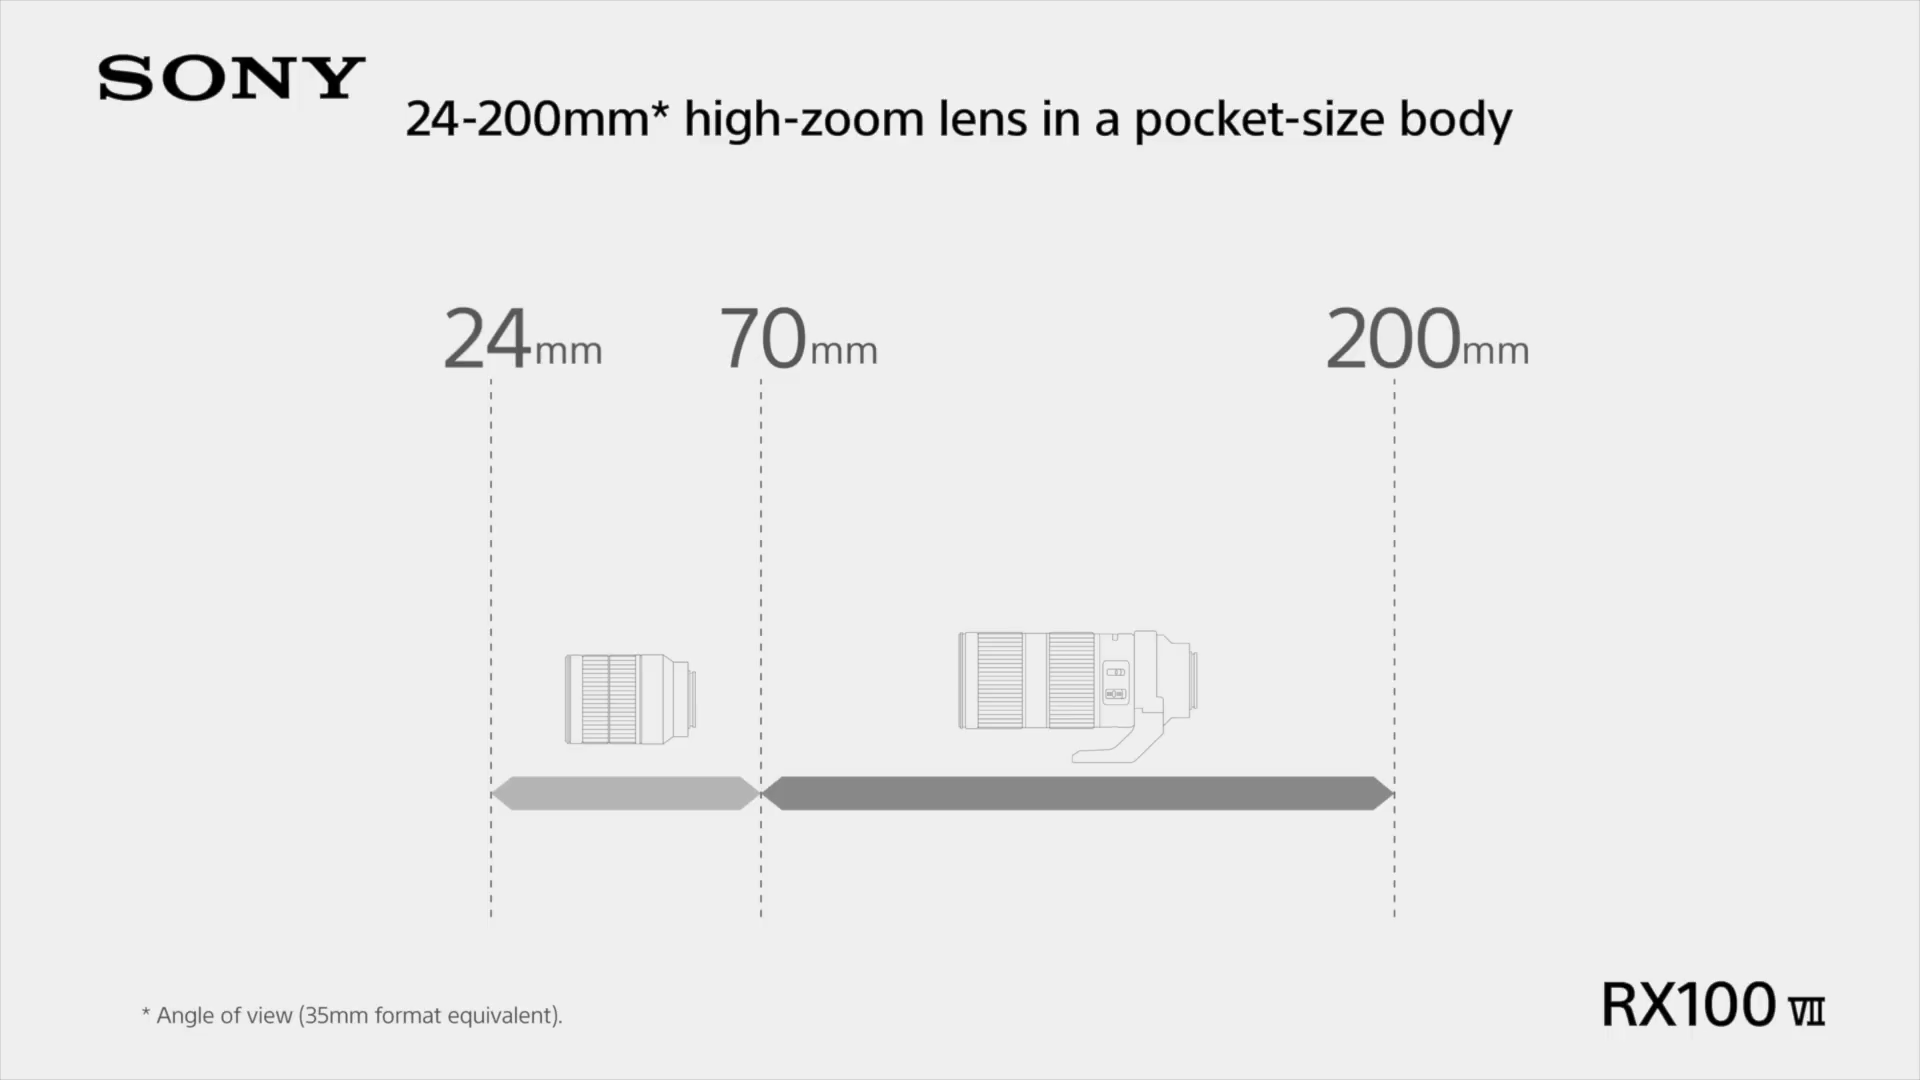 SONY
24-200mm* high-zoom lens in a pocket-size body
24mm 70mm 200mm
* Angle of view (35mm format equivalent).
RX100 VII